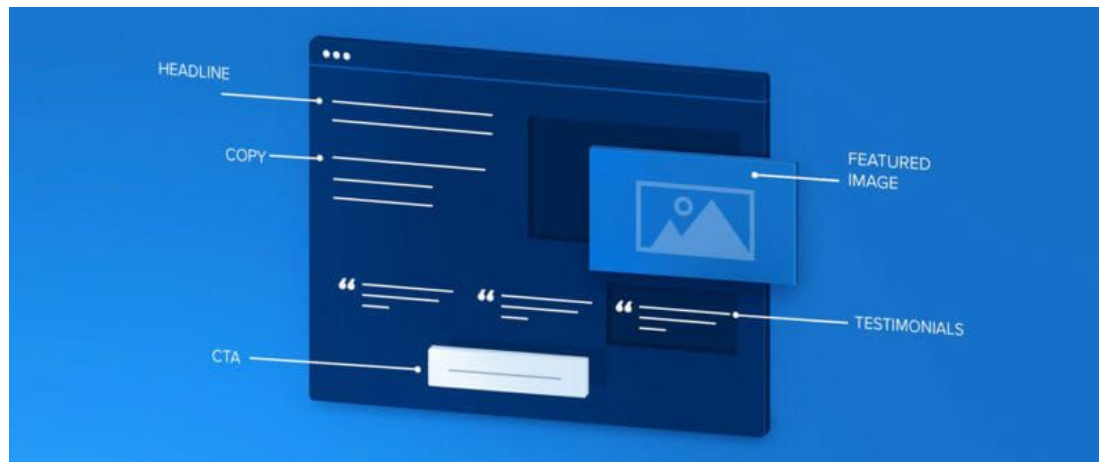 HEADLINE
COPY
FEATURED
IMAGE
TESTIMONIALS
CTA